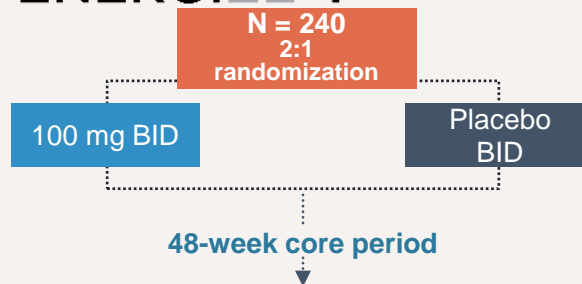 N = 240
2:1
randomization
100 mg BID
Placebo
BID
48-week core period